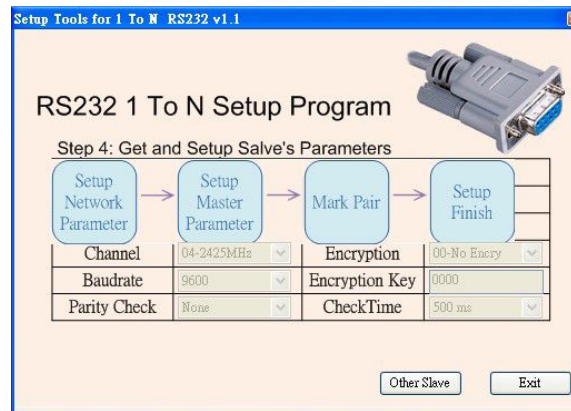 Setup Tools for 1 To N RS232 v1.1
RS232 1 To N Setup Program
Step 4: Get and Setup Salve's Parameters
Setup Network Parameter
Setup Master Parameter
Mark Pair
Setup Finish
Channel 04-2425MHz Encryption 00-No Encry
Baudrate 9600 Encryption Key 0000
Parity Check None CheckTime 500 ms
Other Slave Exit